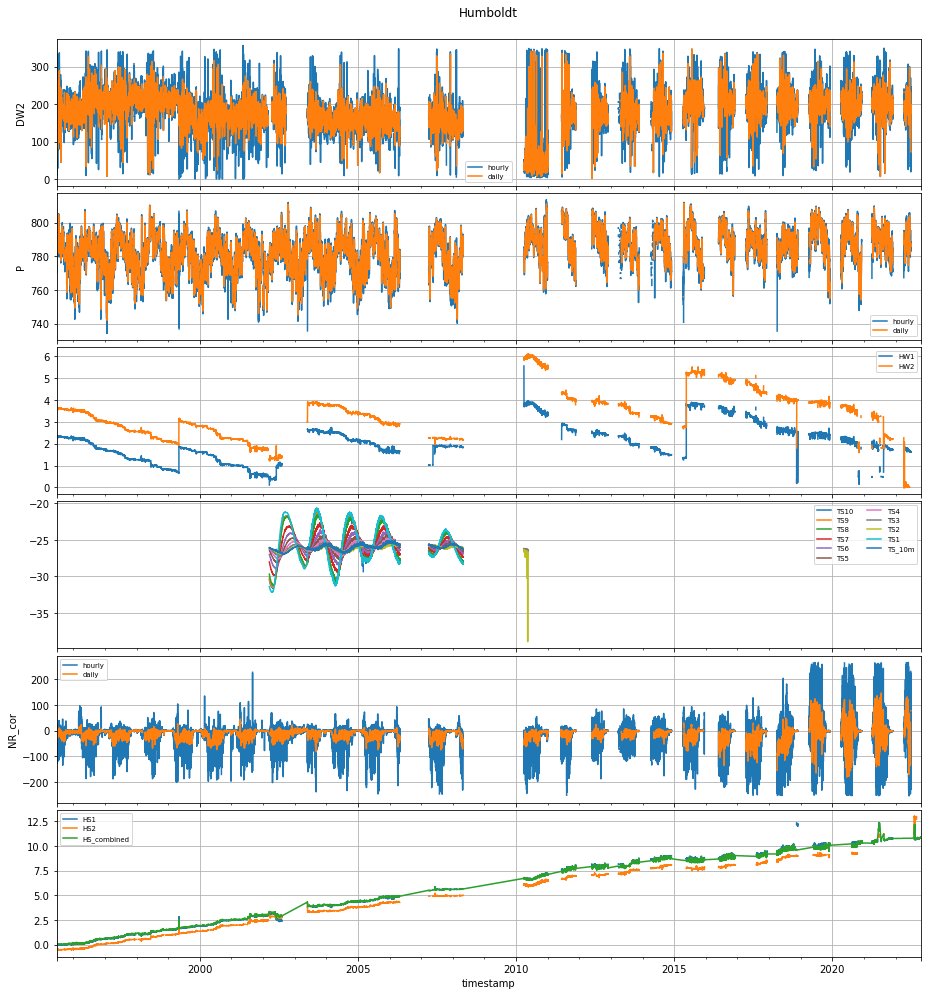 Humboldt
DW2
300
200
100
0
hourly
daily
P
800
780
760
740
hourly
daily
6
5
4
3
2
1
0
HW1
HW2
−20
−25
−30
−35
TS10 TS4
TS9 TS3
TS8 TS2
TS7 TS1
TS6 TS_10m
TS5
NR_cor
200
100
0
−100
−200
hourly
daily
12.5
10.0
7.5
5.0
2.5
0.0
HS1
HS2
HS_combined
2000 2005 2010 2015 2020
timestamp